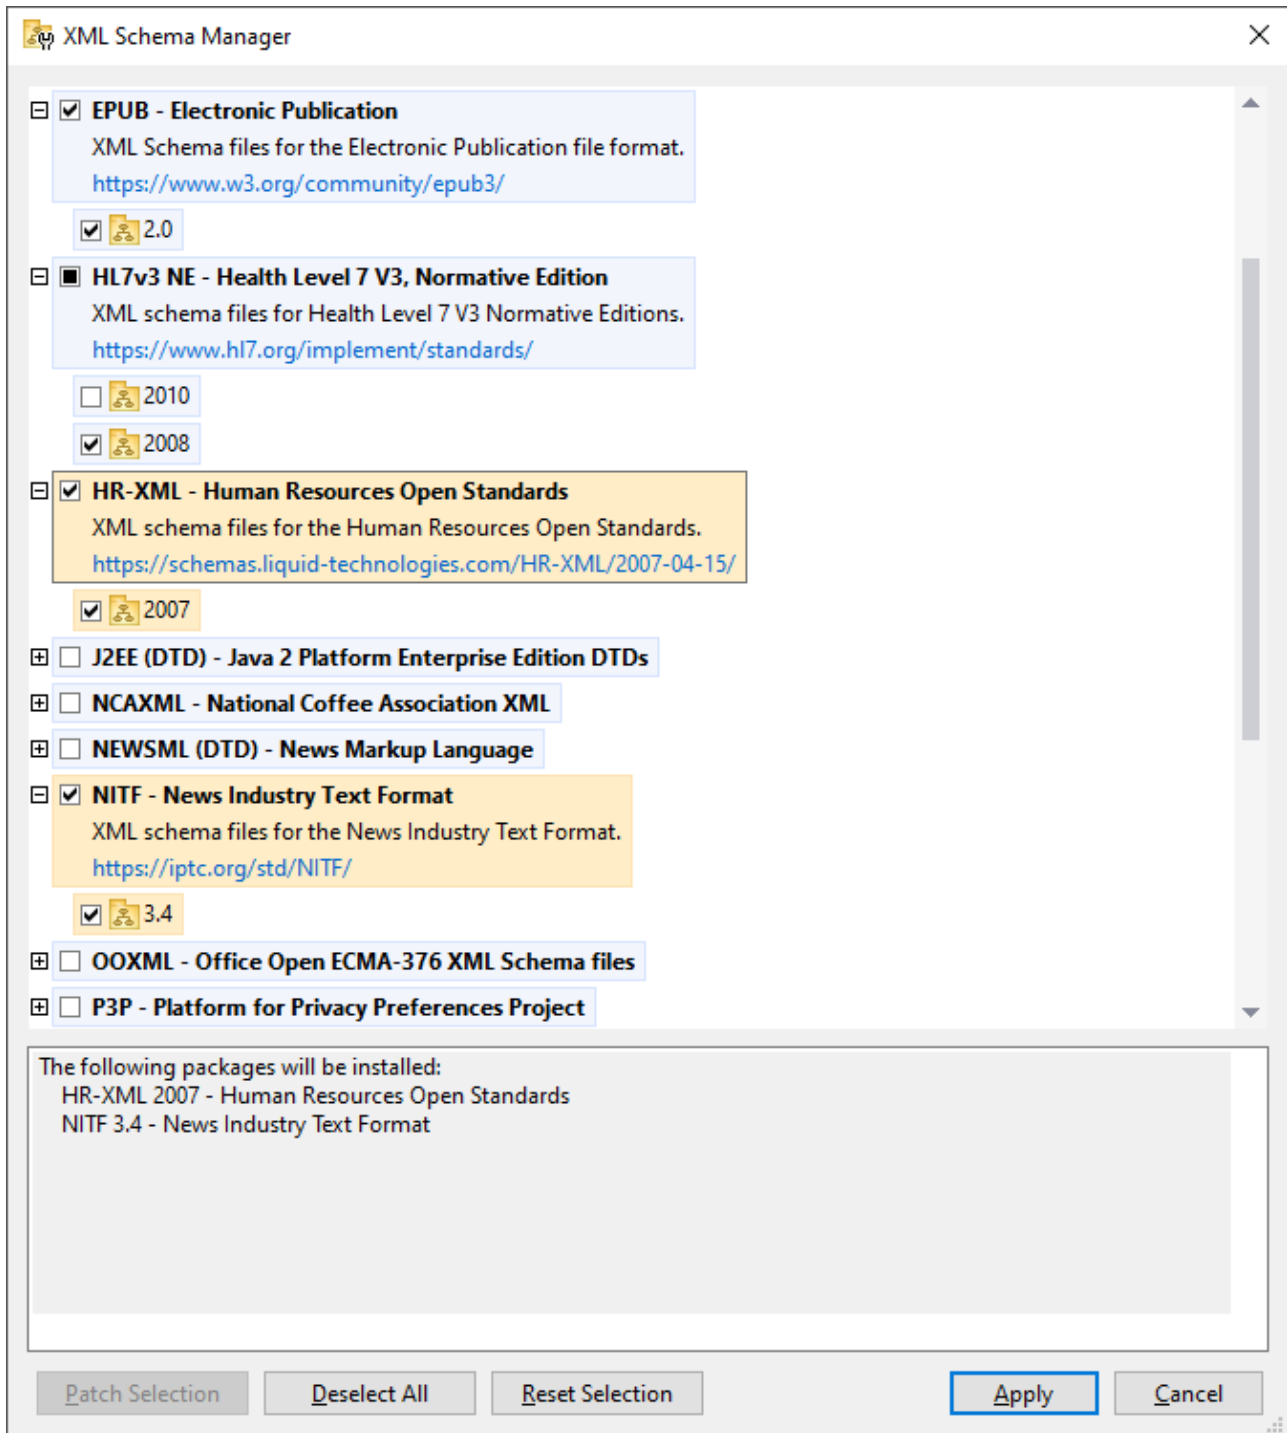 XML Schema Manager
EPUB - Electronic Publication
XML Schema files for the Electronic Publication file format.
https://www.w3.org/community/epub3/
2.0
HL7v3 NE - Health Level 7 V3, Normative Edition
XML schema files for Health Level 7 V3 Normative Editions.
https://www.hl7.org/implement/standards/
2010
2008
HR-XML - Human Resources Open Standards
XML schema files for the Human Resources Open Standards.
https://schemas.liquid-technologies.com/HR-XML/2007-04-15/
2007
J2EE (DTD) - Java 2 Platform Enterprise Edition DTDs
NCAXML - National Coffee Association XML
NEWSML (DTD) - News Markup Language
NITF - News Industry Text Format
XML schema files for the News Industry Text Format.
https://iptc.org/std/NITF/
3.4
OOXML - Office Open ECMA-376 XML Schema files
P3P - Platform for Privacy Preferences Project
The following packages will be installed:
HR-XML 2007 - Human Resources Open Standards
NITF 3.4 - News Industry Text Format
Patch Selection Deselect All Reset Selection Apply Cancel